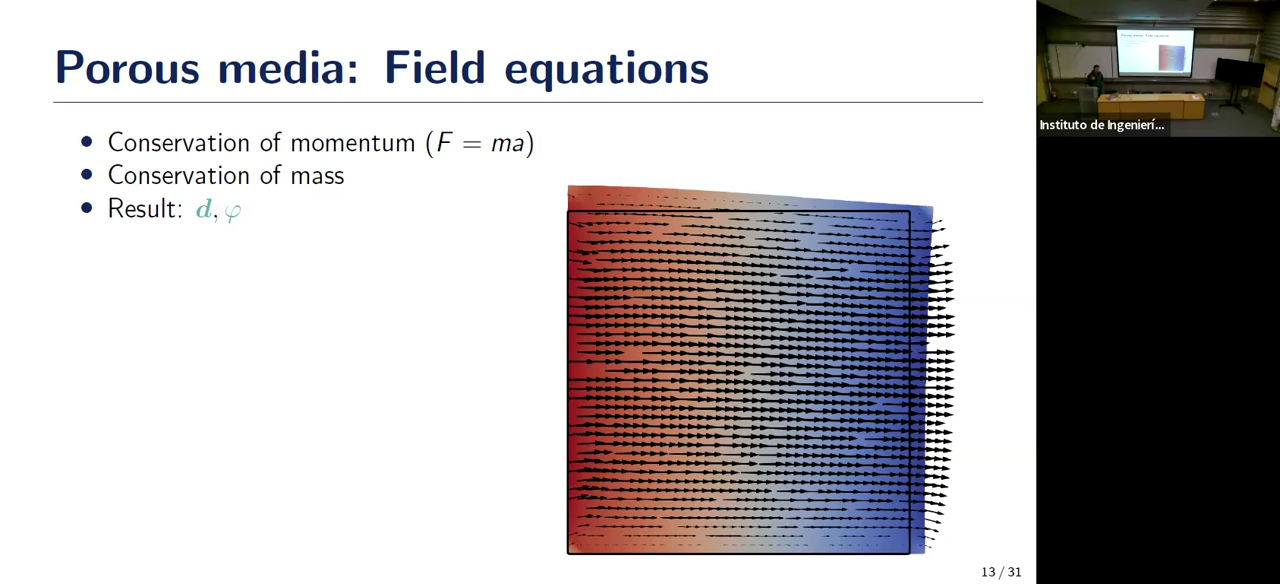 Porous media: Field equations
• Conservation of momentum (F = ma)
• Conservation of mass
• Result: d, φ
13 / 31
Instituto de Ingenierí...